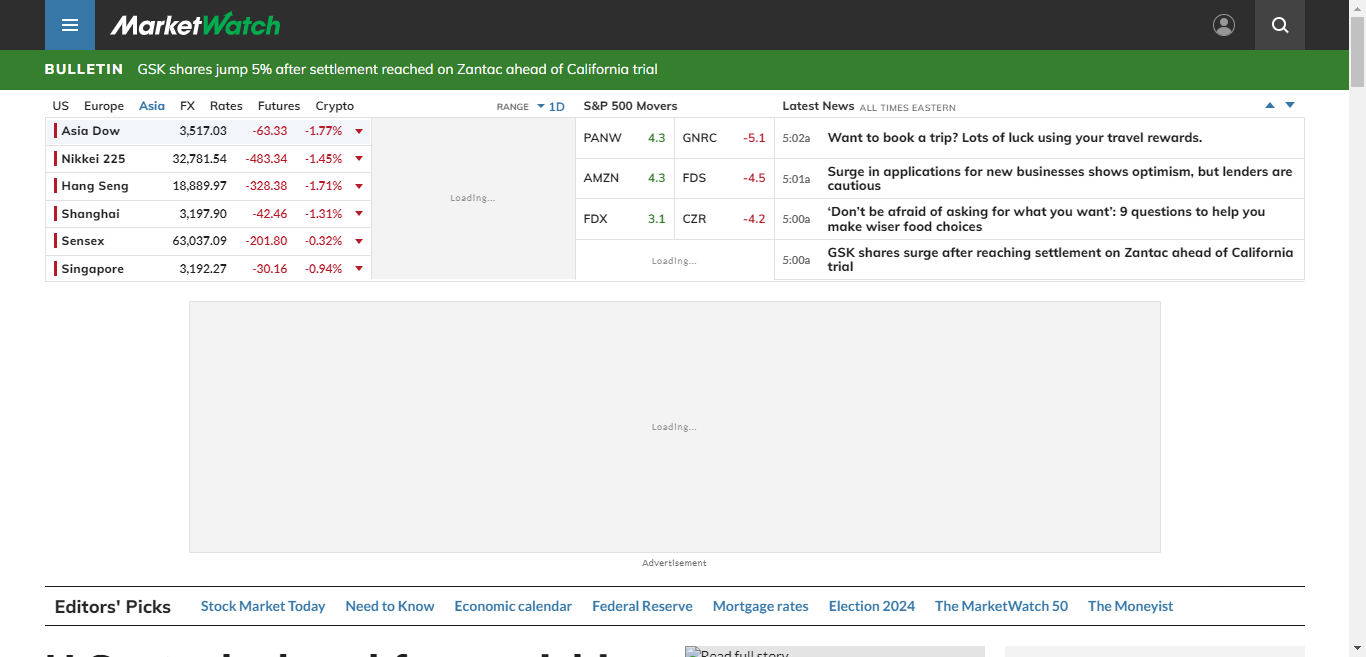 MarketWatch
BULLETIN GSK shares jump 5% after settlement reached on Zantac ahead of California trial
US Europe Asia FX Rates Futures Crypto RANGE 1D
Asia Dow 3,517.03 -63.33 -1.77%
Nikkei 225 32,781.54 -483.34 -1.45%
Hang Seng 18,889.97 -328.38 -1.71%
Shanghai 3,197.90 -42.46 -1.31%
Sensex 63,037.09 -201.80 -0.32%
Singapore 3,192.27 -30.16 -0.94%
Loading...
S&P 500 Movers
PANW 4.3 GNRC -5.1
AMZN 4.3 FDS -4.5
FDX 3.1 CZR -4.2
Loading...
Latest News ALL TIMES EASTERN
5:02a Want to book a trip? Lots of luck using your travel rewards.
5:01a Surge in applications for new businesses shows optimism, but lenders are
cautious
5:00a ‘Don’t be afraid of asking for what you want’: 9 questions to help you
make wiser food choices
5:00a GSK shares surge after reaching settlement on Zantac ahead of California
trial
Loading...
Advertisement
Editors' Picks Stock Market Today Need to Know Economic calendar Federal Reserve Mortgage rates Election 2024 The MarketWatch 50 The Moneyist
Read full story